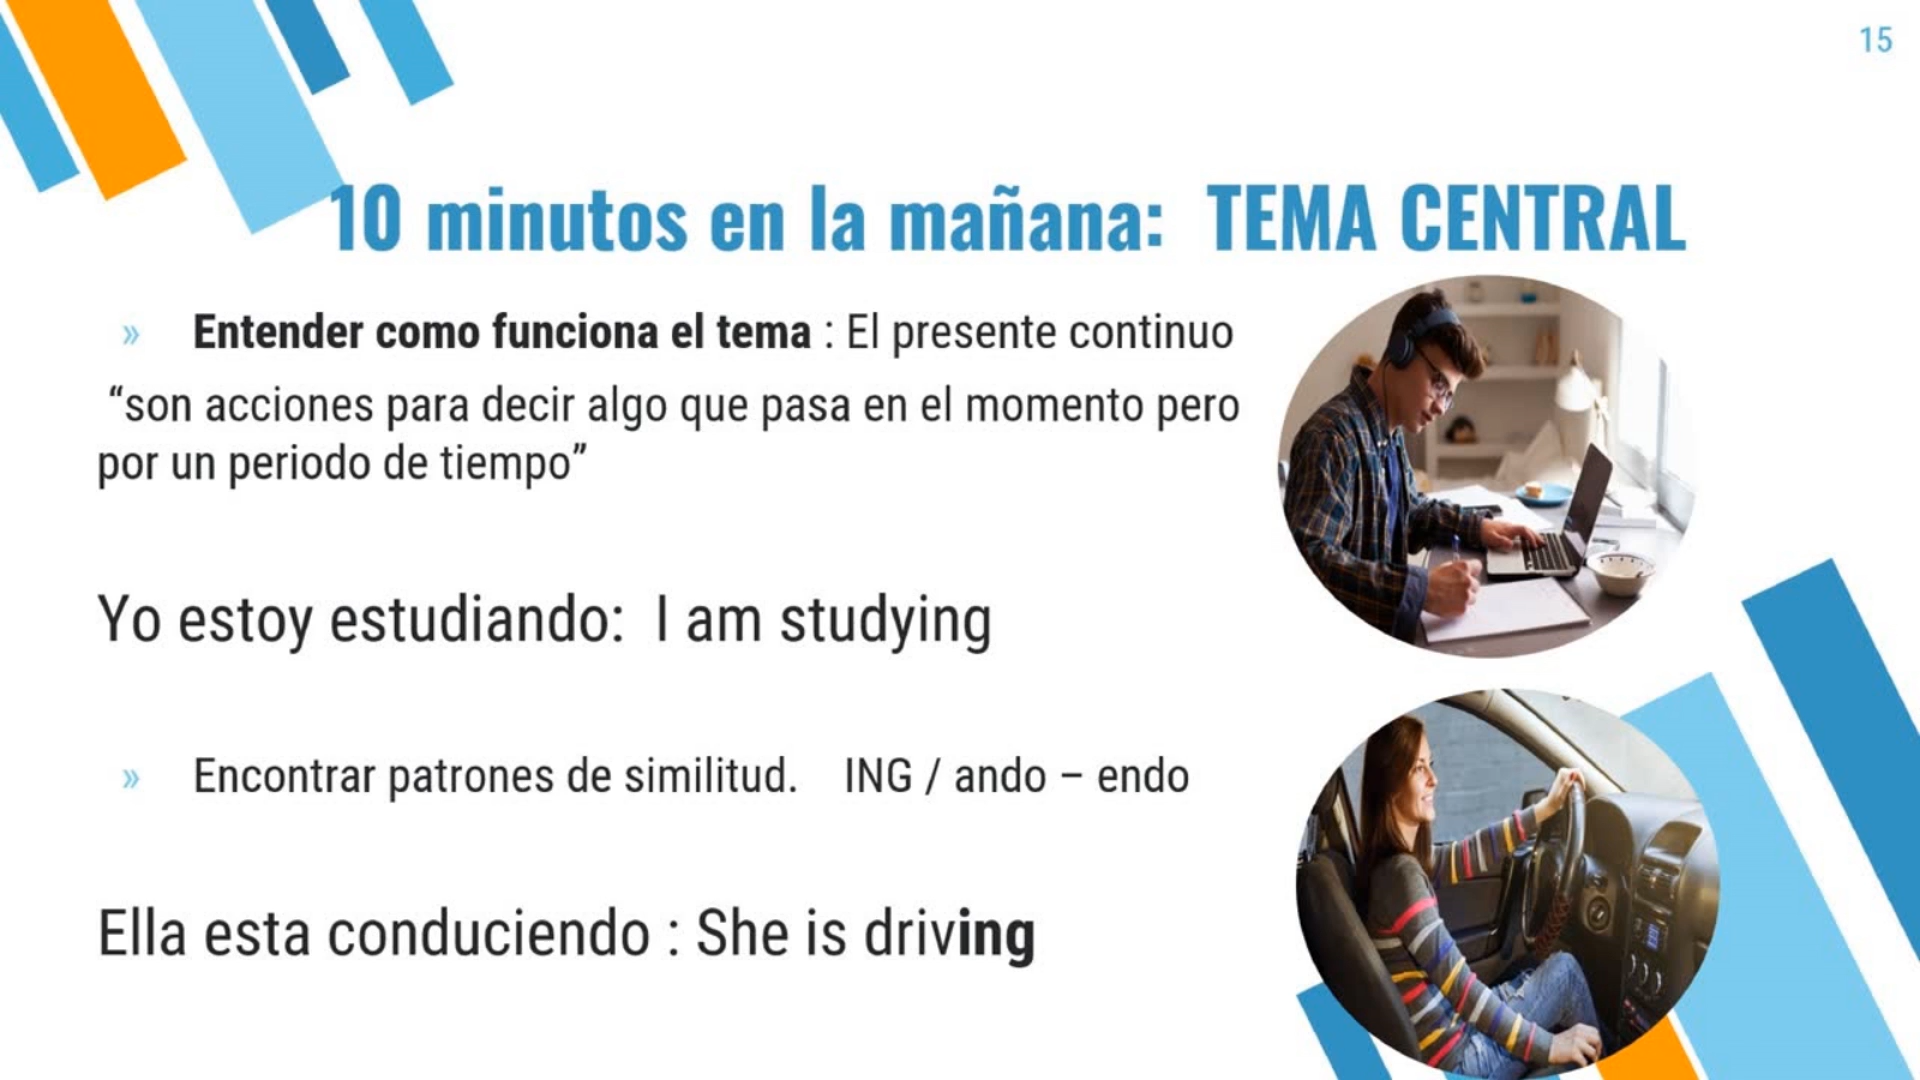 15
10 minutos en la mañana: TEMA CENTRAL
» Entender como funciona el tema : El presente continuo
“son acciones para decir algo que pasa en el momento pero
por un periodo de tiempo”
Yo estoy estudiando: I am studying
» Encontrar patrones de similitud. ING / ando – endo
Ella esta conduciendo : She is driving